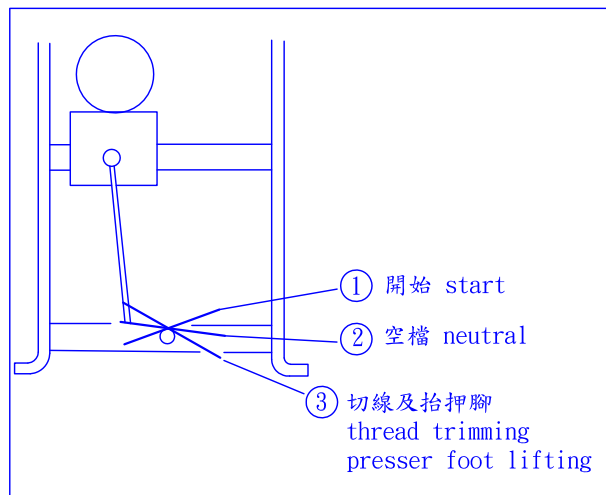 ① 開始 start
② 空檔 neutral
③ 切線及抬押腳
thread trimming
presser foot lifting